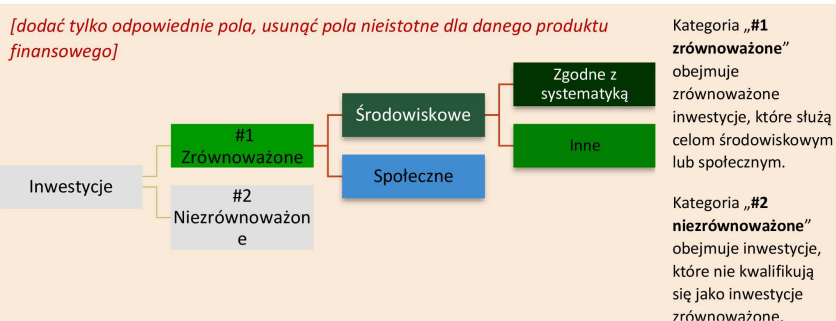 [dodać tylko odpowiednie pola, usunąć pola nieistotne dla danego produktu
finansowego]
Inwestycje
#1
Zrównoważone
#2
Niezrównoważon
e
Środowiskowe
Społeczne
Zgodne z
systematyką
Inne
Kategoria „#1
zrównoważone”
obejmuje
zrównoważone
inwestycje, które służą
celom środowiskowym
lub społecznym.
Kategoria „#2
niezrównoważone”
obejmuje inwestycje,
które nie kwalifikują
się jako inwestycje
zrównoważone.